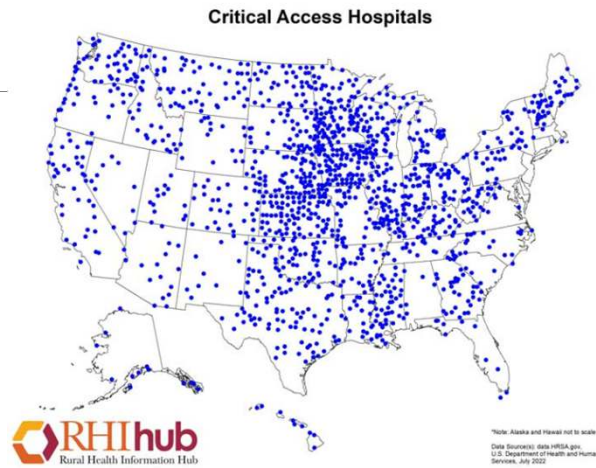 Critical Access Hospitals
*Note: Alaska and Hawaii not to scale
Data Source(s): data.HRSA.gov,
U.S. Department of Health and Huma
Services, July 2022
RHIhub
Rural Health Information Hub